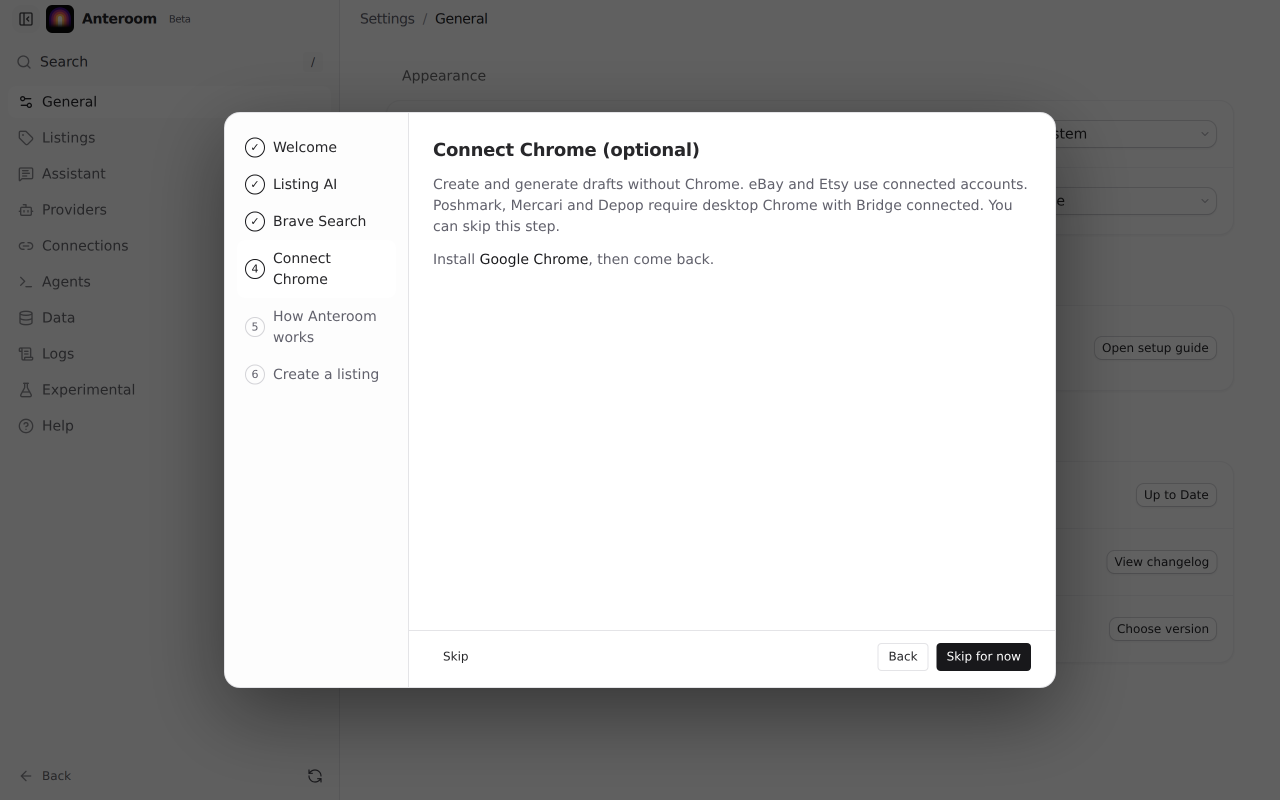 Anteroom Beta
Search /
General
Listings
Assistant
Providers
Connections
Agents
Data
Logs
Experimental
Help
Back
Settings / General
Appearance
Open setup guide
Up to Date
View changelog
Choose version
✓ Welcome
✓ Listing AI
✓ Brave Search
4 Connect
Chrome
5 How Anteroom
works
6 Create a listing
Connect Chrome (optional)
Create and generate drafts without Chrome. eBay and Etsy use connected accounts.
Poshmark, Mercari and Depop require desktop Chrome with Bridge connected. You
can skip this step.
Install Google Chrome, then come back.
Skip
Back
Skip for now